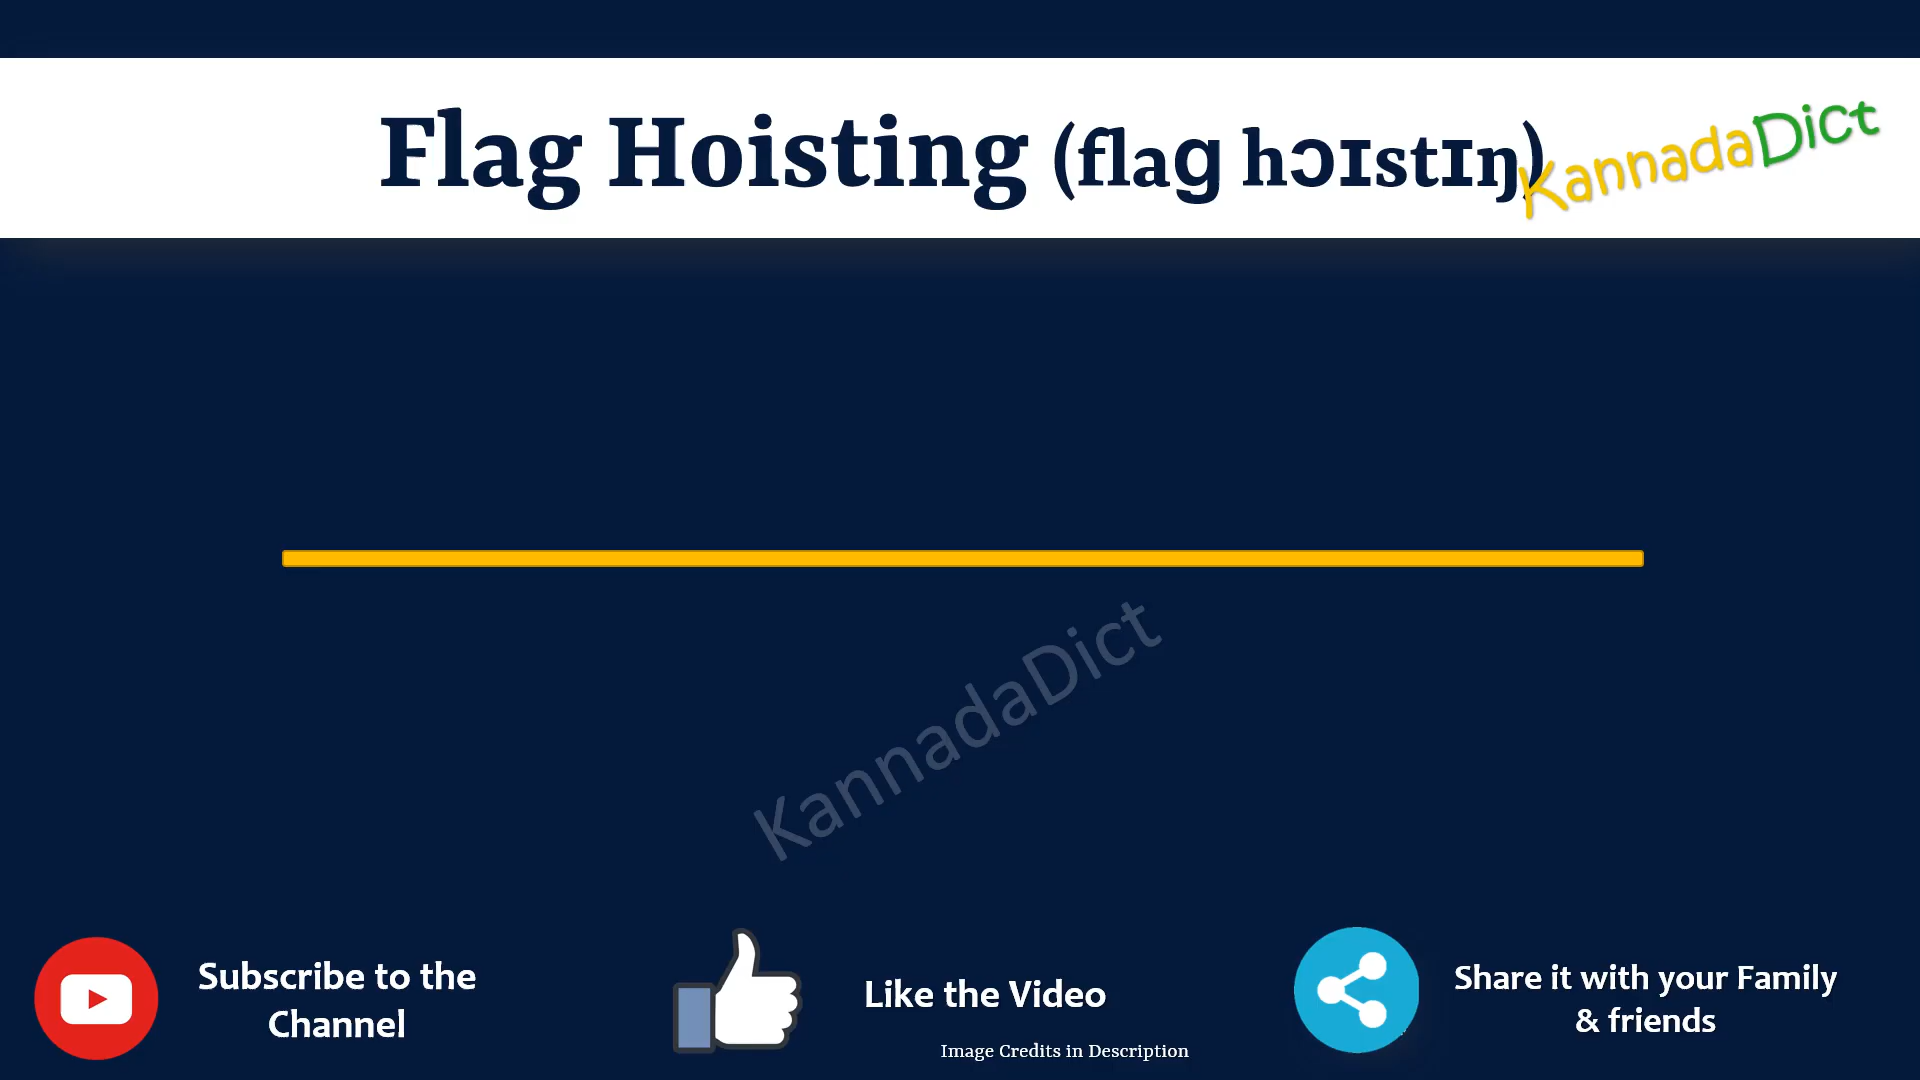 Flag Hoisting (flaɡ hɔɪstɪŋ)
KannadaDict
KannadaDict
Subscribe to the
Channel
Like the Video
Share it with your Family
& friends
Image Credits in Description